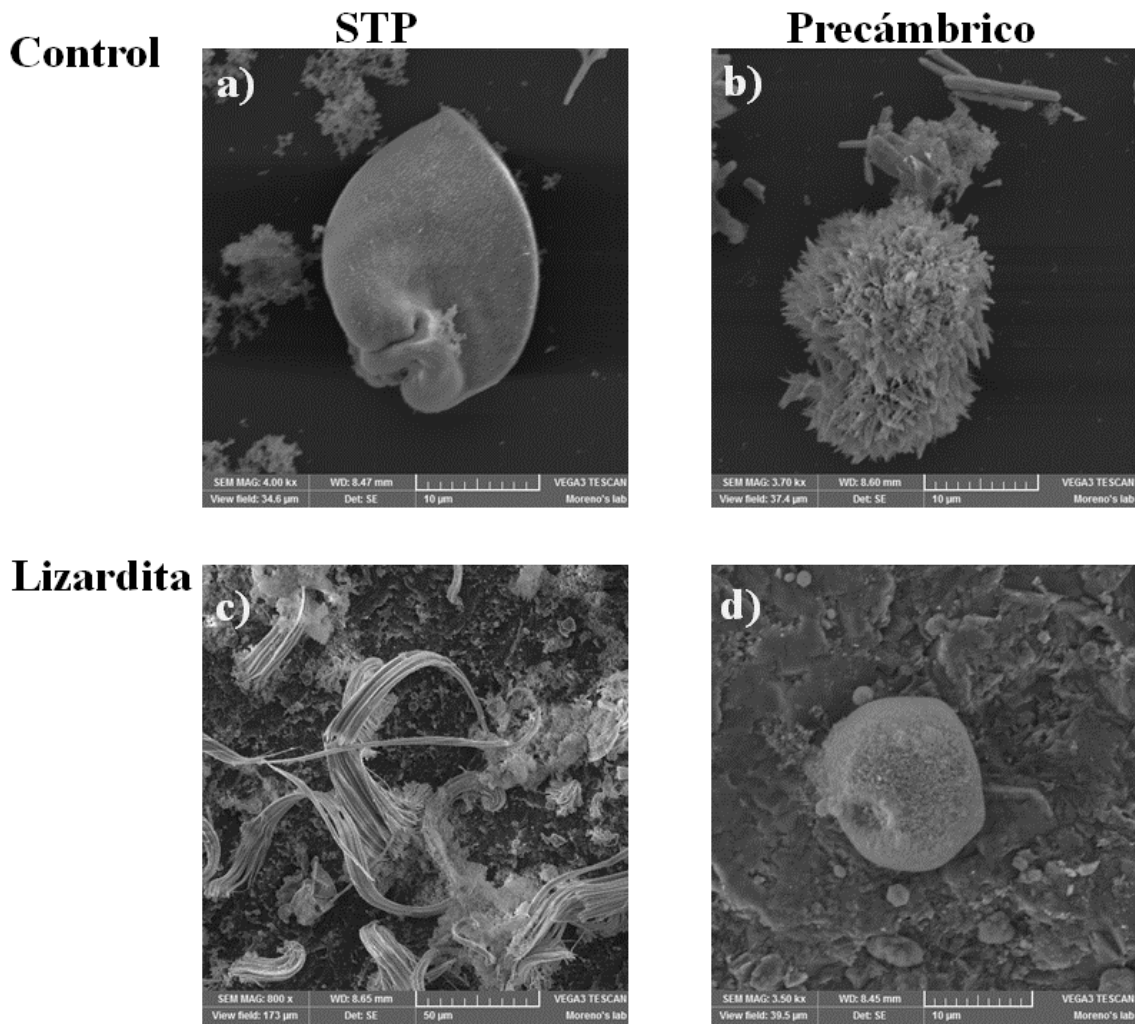 STP
Precámbrico
Control
a)
b)
SEM MAG: 4.00 kx WD: 8.47 mm VEGA3 TESCAN
View field: 34.6 µm Det: SE 10 µm Moreno's lab
SEM MAG: 3.70 kx WD: 8.60 mm VEGA3 TESCAN
View field: 37.4 µm Det: SE 10 µm Moreno's lab
Lizardita
c)
d)
SEM MAG: 800 x WD: 8.65 mm VEGA3 TESCAN
View field: 173 µm Det: SE 50 µm Moreno's lab
SEM MAG: 3.50 kx WD: 8.45 mm VEGA3 TESCAN
View field: 39.5 µm Det: SE 10 µm Moreno's lab